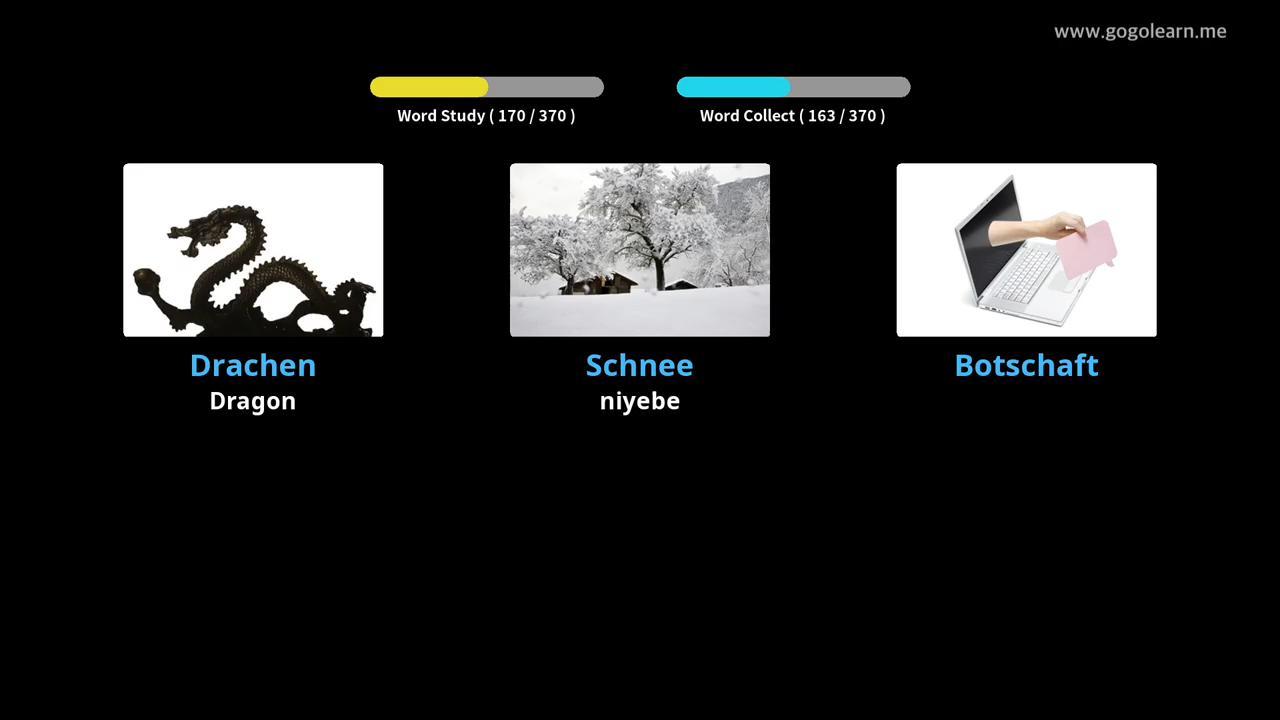 www.gogolearn.me
Word Study ( 170 / 370 )
Word Collect ( 163 / 370 )
Drachen
Dragon
Schnee
niyebe
Botschaft